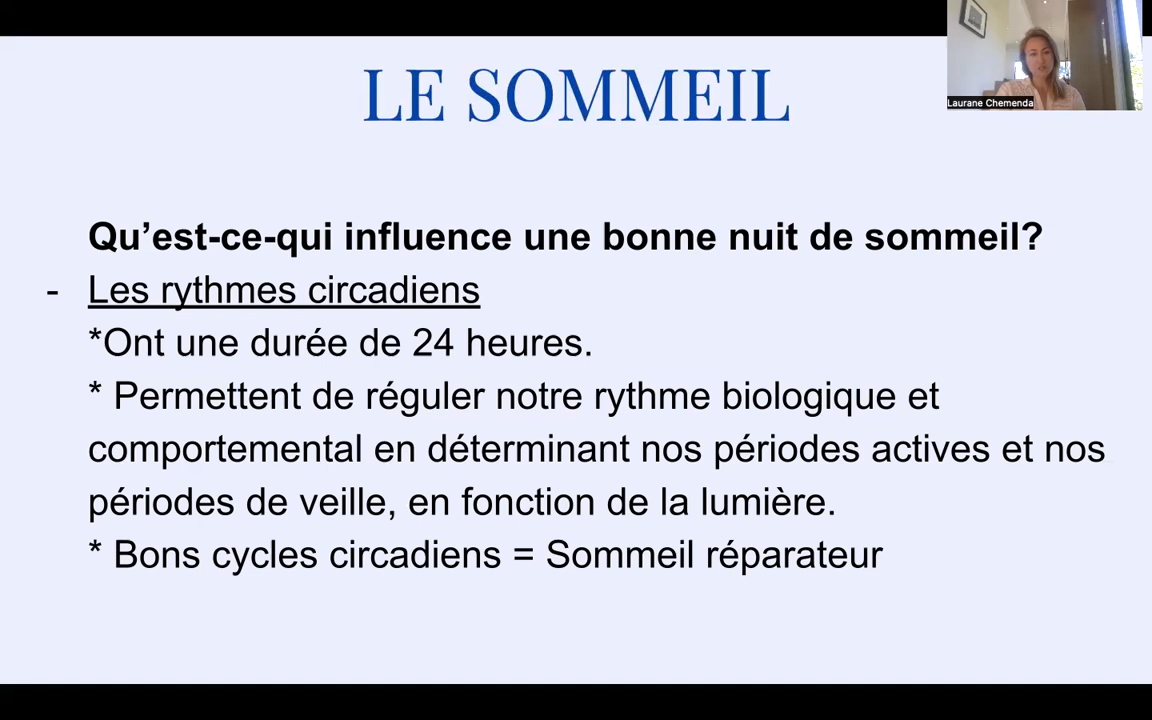 LE SOMMEIL
Laurane Chemenda
Qu’est-ce-qui influence une bonne nuit de sommeil?
- Les rythmes circadiens
*Ont une durée de 24 heures.
* Permettent de réguler notre rythme biologique et
comportemental en déterminant nos périodes actives et nos
périodes de veille, en fonction de la lumière.
* Bons cycles circadiens = Sommeil réparateur